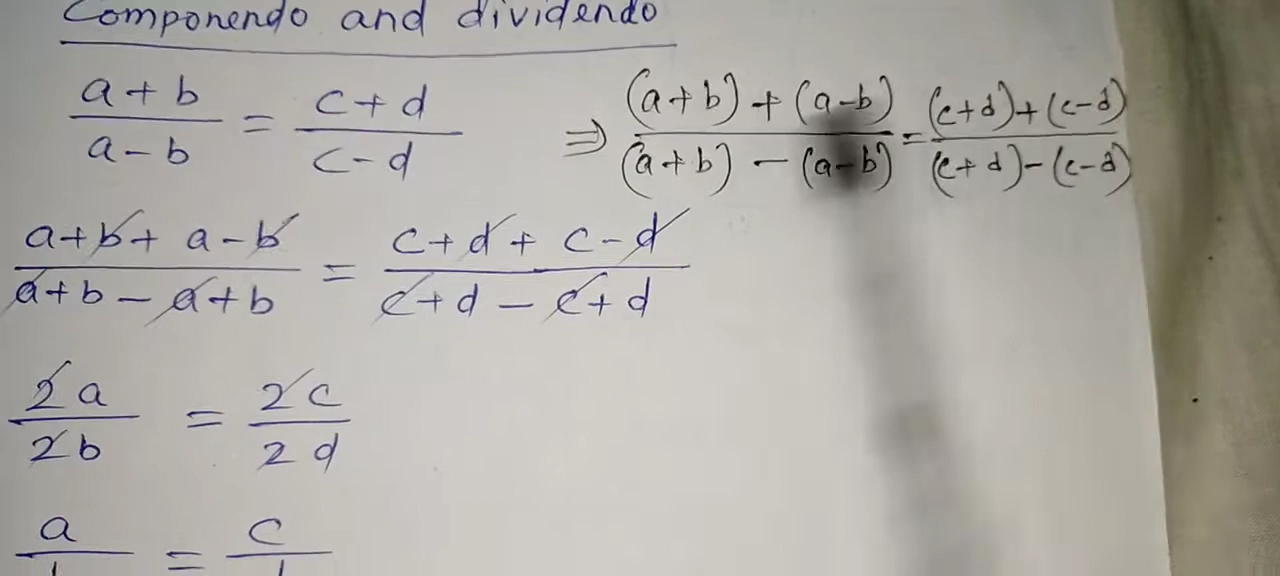 Componendo and dividendo
a+b/a-b = c+d/c-d ⇒ (a+b)+(a-b)/(a+b)-(a-b) = (c+d)+(c-d)/(c+d)-(c-d)
a+b+a-b/a+b-a+b = c+d+c-d/c+d-c+d
2a/2b = 2c/2d
a/ = c/